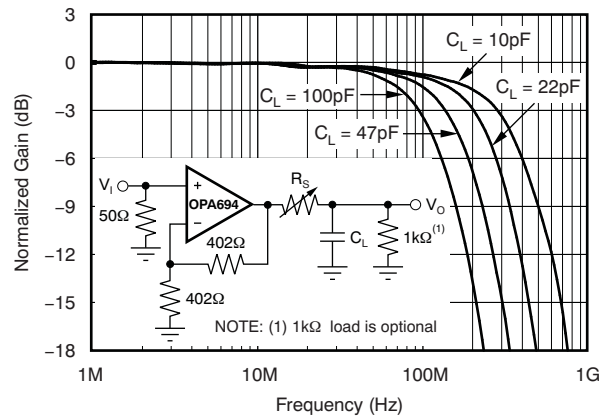 Normalized Gain (dB)
3
0
−3
−6
−9
−12
−15
−18
C_L = 10pF
C_L = 100pF
C_L = 22pF
C_L = 47pF
V_I
+
−
OPA694
R_S
V_O
50Ω
402Ω
C_L
1kΩ(1)
402Ω
NOTE: (1) 1kΩ load is optional
1M
10M
100M
1G
Frequency (Hz)